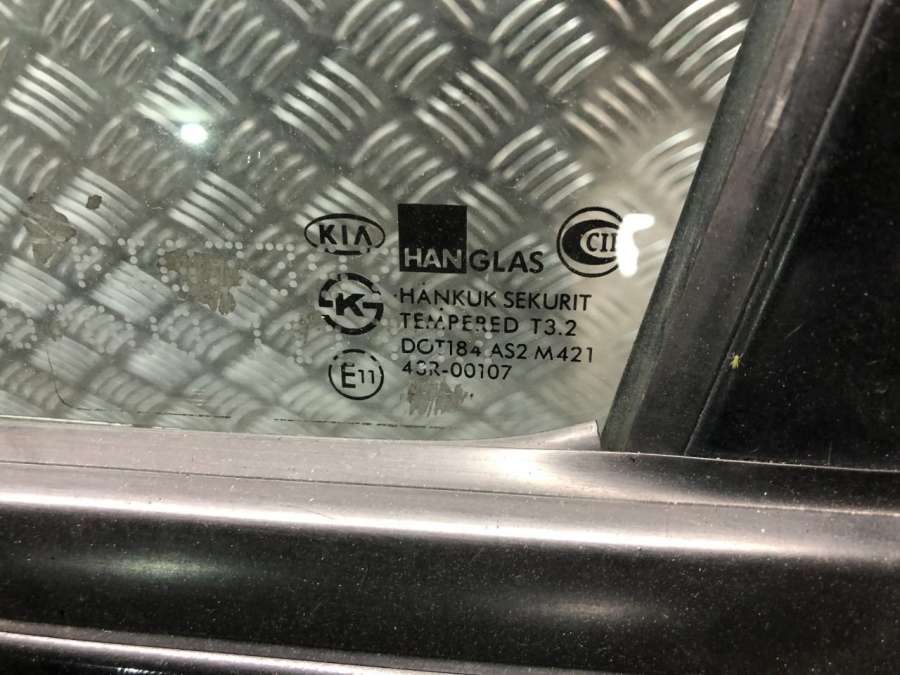 KIA
HANGLAS
K
HANKUK SEKURIT
TEMPERED T3.2
DOT184 AS2 M421
E11
43R-00107